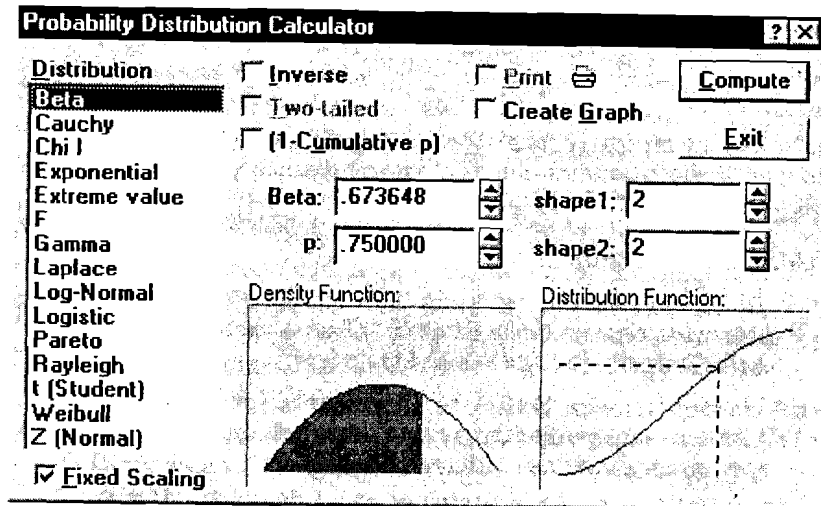 Probability Distribution Calculator
Distribution
Beta
Cauchy
Chi I
Exponential
Extreme value
F
Gamma
Laplace
Log-Normal
Logistic
Pareto
Rayleigh
t (Student)
Weibull
Z (Normal)
Fixed Scaling
Inverse
Two-tailed
(1-Cumulative p)
Print
Create Graph
Compute
Exit
Beta: .673648
p: .750000
shape1: 2
shape2: 2
Density Function:
Distribution Function: